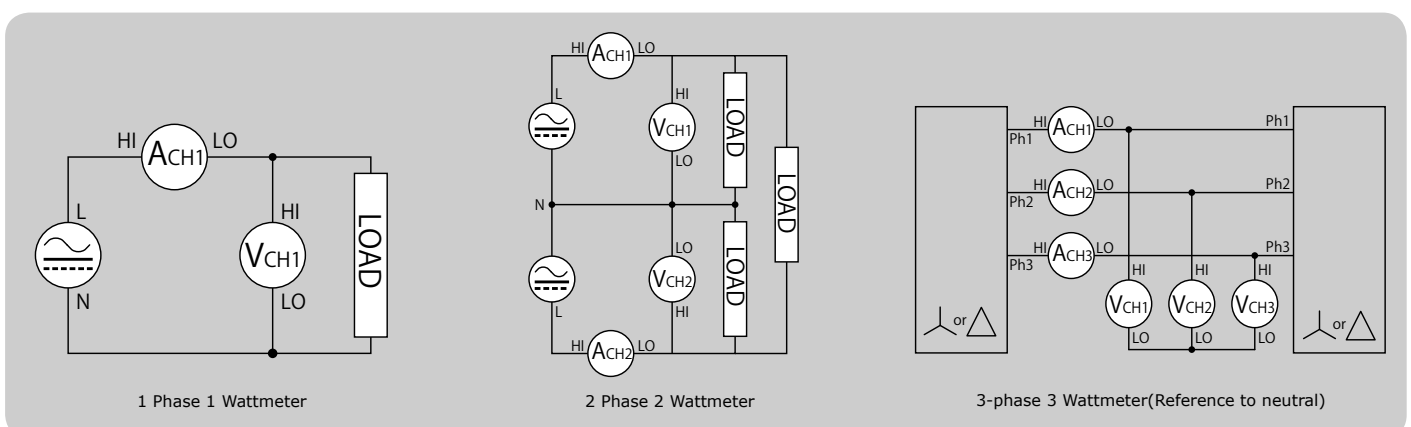 HI
ACH1
LO
L
N
HI
VCH1
LO
LOAD
1 Phase 1 Wattmeter
HI
ACH1
LO
L
HI
VCH1
LO
LOAD
LOAD
N
LO
VCH2
HI
LOAD
L
HI
ACH2
LO
2 Phase 2 Wattmeter
HI
ACH1
LO
Ph1
Ph1
HI
ACH2
LO
Ph2
Ph2
HI
ACH3
LO
Ph3
Ph3
HI
HI
HI
VCH1
VCH2
VCH3
LO
LO
LO
or
or
3-phase 3 Wattmeter(Reference to neutral)